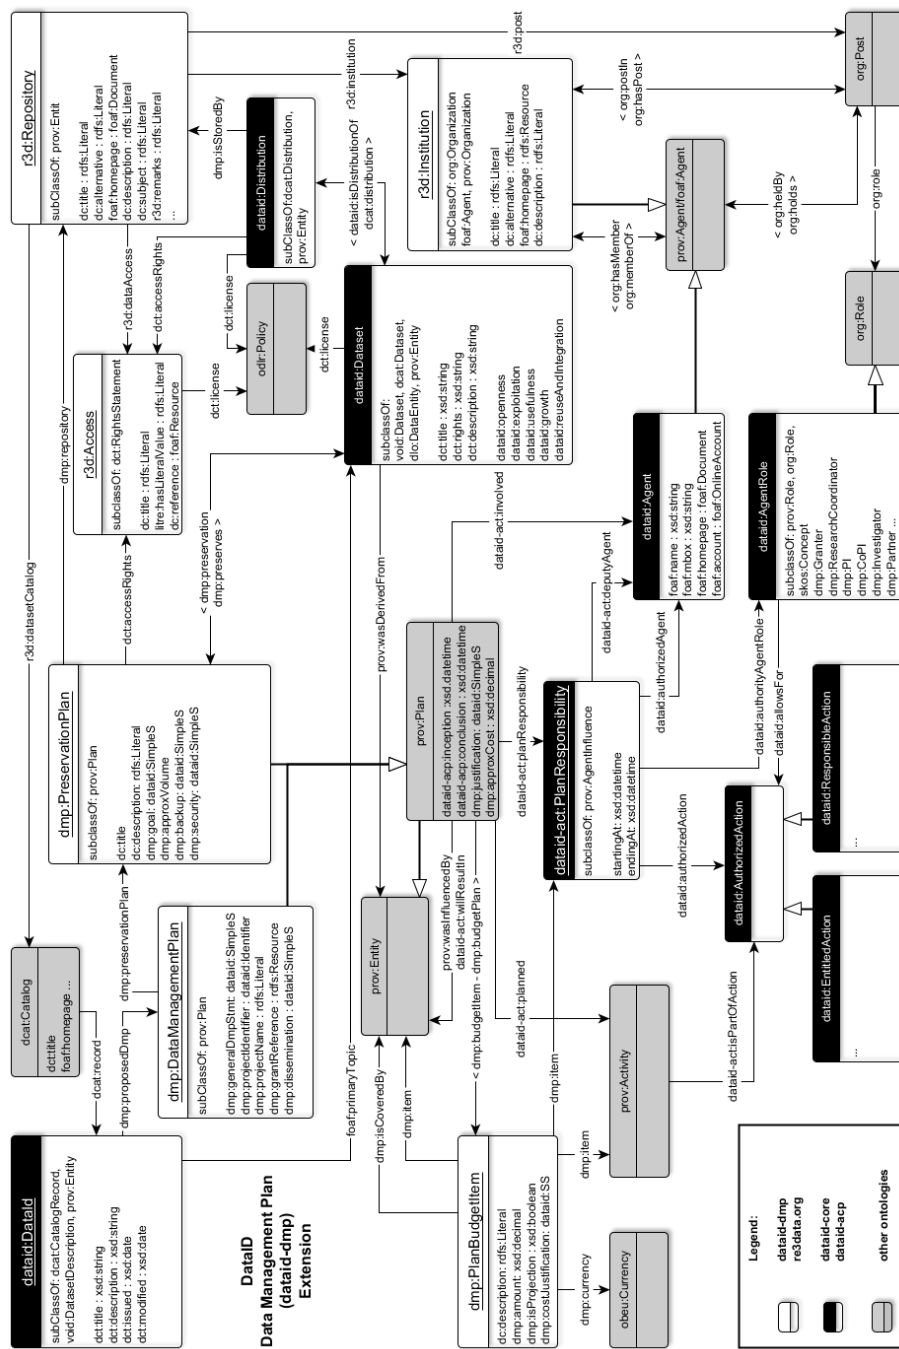 dataid:DataId
subClassOf: dcat:CatalogRecord,
void:DatasetDescription, prov:Entity
dct:title : xsd:string
dct:description : xsd:string
dct:issued : xsd:date
dct:modified : xsd:date
dcat:Catalog
dct:title
foaf:homepage ...
dcat:record
r3d:datasetCatalog
dmp:proposedDmp
dmp:preservationPlan
dmp:PreservationPlan
subclassOf: prov:Plan
dc:title
dc:description: rdfs:Literal
dmp:goal: dataid:SimpleS
dmp:approxVolume
dmp:backup: dataid:SimpleS
dmp:security: dataid:SimpleS
dmp:repository
dct:accessRights
r3d:Access
subclassOf: dct:RightsStatement
dc:title : rdfs:Literal
litre:hasLiteralValue : rdfs:Literal
dc:reference : foaf:Resource
r3d:dataAccess
dct:accessRights
dct:license
r3d:Repository
subClassOf: prov:Entit
dc:title : rdfs:Literal
dc:alternative : rdfs:Literal
foaf:homepage : foaf:Document
dc:description : rdfs:Literal
dc:subject : rdfs:Literal
r3d:remarks : rdfs:Literal
...
dmp:isStoredBy
r3d:institution
r3d:post
dataid:Distribution
subClassOf:dcat:Distribution,
prov:Entity
dct:license
odlr:Policy
dct:license
< dataid:isDistributionOf
dcat:distribution >
dmp:DataManagementPlan
subClassOf: prov:Plan
dmp:generalDmpStmt: dataid:SimpleS
dmp:projectIdentifier : dataid:Identifier
dmp:projectName : rdfs:Literal
dmp:grantReference : rdfs:Resource
dmp:dissemination : dataid:SimpleS
< dmp:preservation
dmp:preserves >
dataid:Dataset
subclassOf:
void:Dataset, dcat:Dataset,
dlo:DataEntity, prov:Entity
dct:title : xsd:string
dct:rights : xsd:string
dct:description : xsd:string
dataid:openness
dataid:exploitation
dataid:usefulness
dataid:growth
dataid:reuseAndIntegration
r3d:Institution
subClassOf: org:Organization
foaf:Agent, prov:Organization
dc:title : rdfs:Literal
dc:alternative : rdfs:Literal
foaf:homepage : rdfs:Resource
dc:description : rdfs:Literal
< org:postIn
org:hasPost >
org:Post
foaf:primaryTopic
prov:wasDerivedFrom
DataID
Data Management Plan
(dataid-dmp)
Extension
dmp:isCoveredBy
dmp:item
prov:Entity
prov:Plan
dataid-acp:inception :xsd.datetime
dataid-acp:conclusion : xsd:datetime
dmp:justification: dataid:SimpleS
dmp:approxCost : xsd:decimal
dataid-act:involved
< org:hasMember
org:memberOf >
prov:Agent/foaf:Agent
< org:heldBy
org:holds >
org:role
prov:wasInfluencedBy
dataid-act:willResultIn
< dmp:budgetItem - dmp:budgetPlan >
dataid-act:planned
dataid-act:planResponsibility
dmp:PlanBudgetItem
dc:description: rdfs:Literal
dmp:amount: xsd:decimal
dmp:isProjection : xsd:boolean
dmp:costJustification: dataid:SS
dmp:item
dmp:item
dmp:currency
obeu:Currency
prov:Activity
dataid-act:PlanResponsibility
subclassOf: prov:AgentInfluence
startingAt: xsd:datetime
endingAt: xsd:datetime
dataid-act:deputyAgent
dataid:authorizedAgent
dataid:Agent
foaf:name : xsd:string
foaf:mbox : xsd:string
foaf:homepage : foaf:Document
foaf:account : foaf:OnlineAccount
org:Role
dataid:authorizedAction
dataid:authorityAgentRole
dataid:allowsFor
dataid-act:isPartOfAction
dataid:AuthorizedAction
dataid:AgentRole
subclassOf: prov:Role, org:Role,
skos:Concept
dmp:Granter
dmp:ResearchCoordinator
dmp:PI
dmp:CoPI
dmp:Investigator
dmp:Partner ...
dataid:EntitledAction
...
dataid:ResponsibleAction
...
Legend:
dataid-dmp
re3data.org
dataid-core
dataid-acp
other ontologies